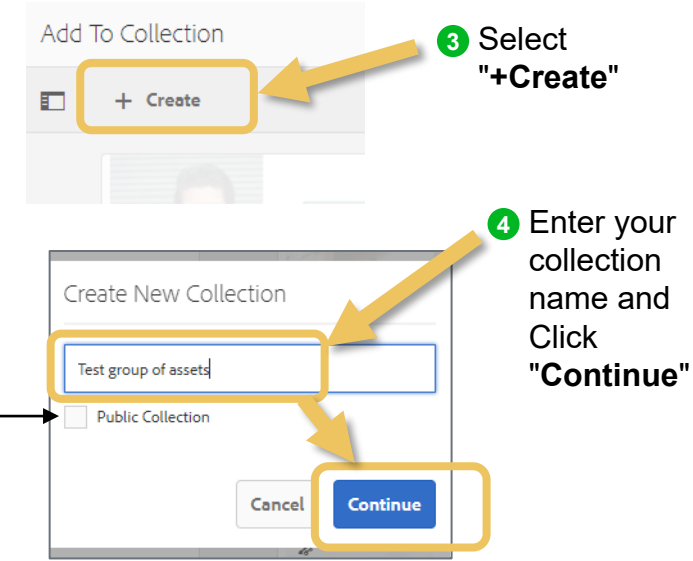 Add To Collection
+ Create
3 Select
"+Create"
4 Enter your
collection
name and
Click
"Continue"
Create New Collection
Test group of assets
Public Collection
Cancel
Continue